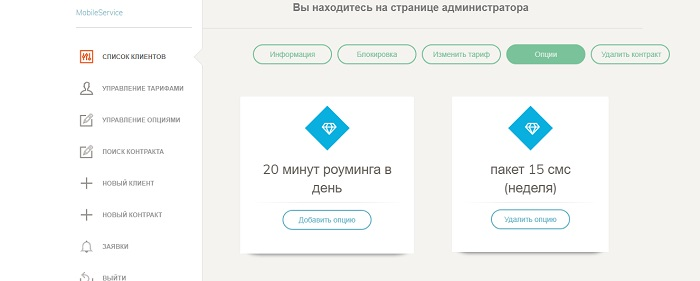 MobileService
Вы находитесь на странице администратора
СПИСОК КЛИЕНТОВ
УПРАВЛЕНИЕ ТАРИФАМИ
УПРАВЛЕНИЕ ОПЦИЯМИ
ПОИСК КОНТРАКТА
НОВЫЙ КЛИЕНТ
НОВЫЙ КОНТРАКТ
ЗАЯВКИ
ВЫЙТИ
Информация
Блокировка
Изменить тариф
Опции
Удалить контракт
20 минут роуминга в
день
Добавить опцию
пакет 15 смс
(неделя)
Удалить опцию